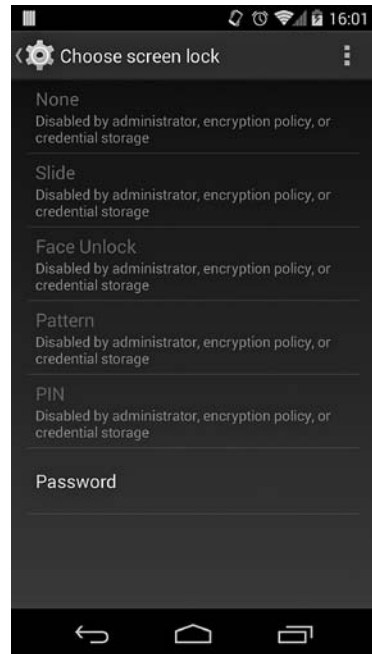 16:01
Choose screen lock
None
Disabled by administrator, encryption policy, or
credential storage
Slide
Disabled by administrator, encryption policy, or
credential storage
Face Unlock
Disabled by administrator, encryption policy, or
credential storage
Pattern
Disabled by administrator, encryption policy, or
credential storage
PIN
Disabled by administrator, encryption policy, or
credential storage
Password